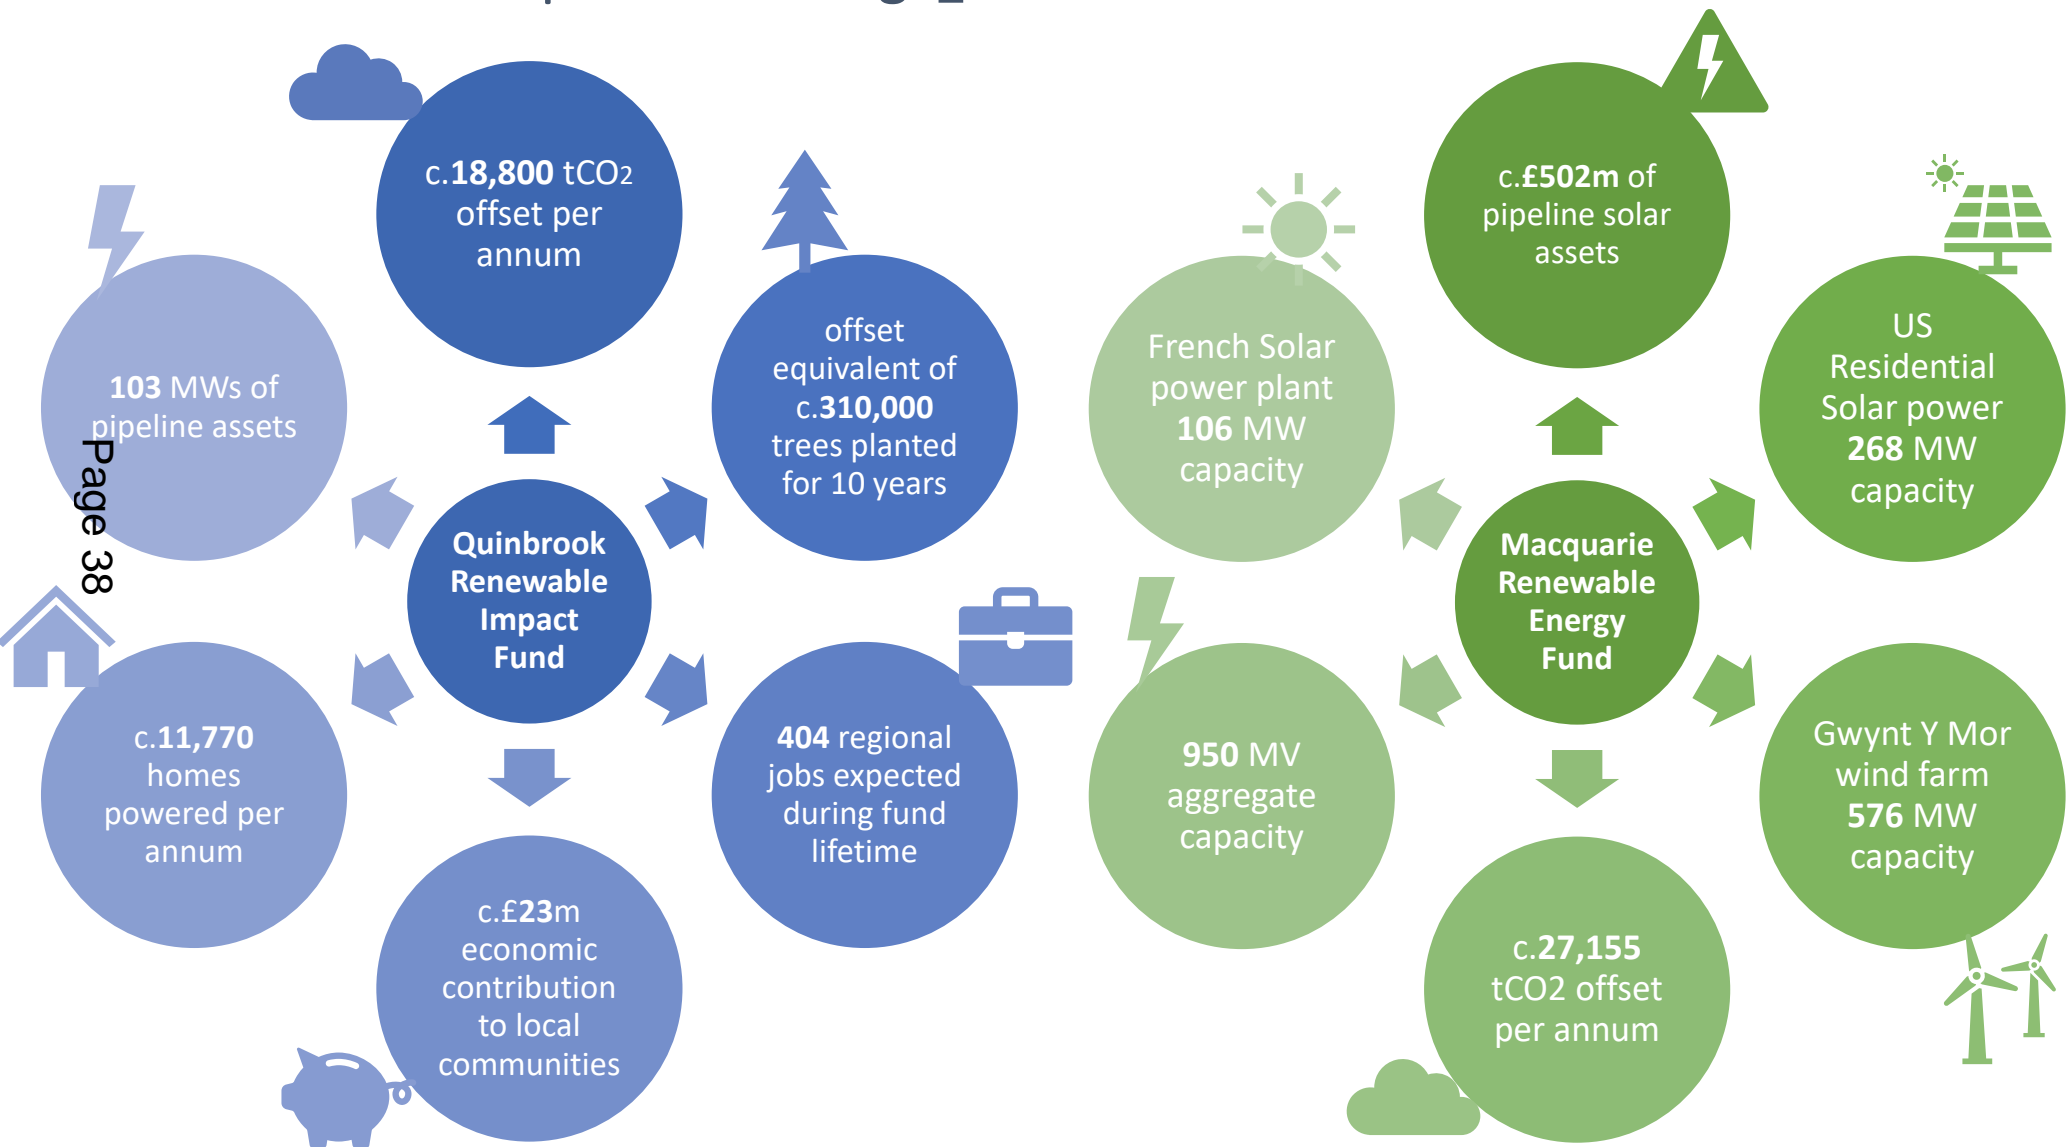 c.18,800 tCO2
offset per
annum
offset
equivalent of
c.310,000
trees planted
for 10 years
404 regional
jobs expected
during fund
lifetime
c.£23m
economic
contribution
to local
communities
c.11,770
homes
powered per
annum
103 MWs of
pipeline assets
Quinbrook
Renewable
Impact
Fund
Page 38
c.£502m of
pipeline solar
assets
US
Residential
Solar power
268 MW
capacity
Gwynt Y Mor
wind farm
576 MW
capacity
c.27,155
tCO2 offset
per annum
950 MV
aggregate
capacity
French Solar
power plant
106 MW
capacity
Macquarie
Renewable
Energy
Fund